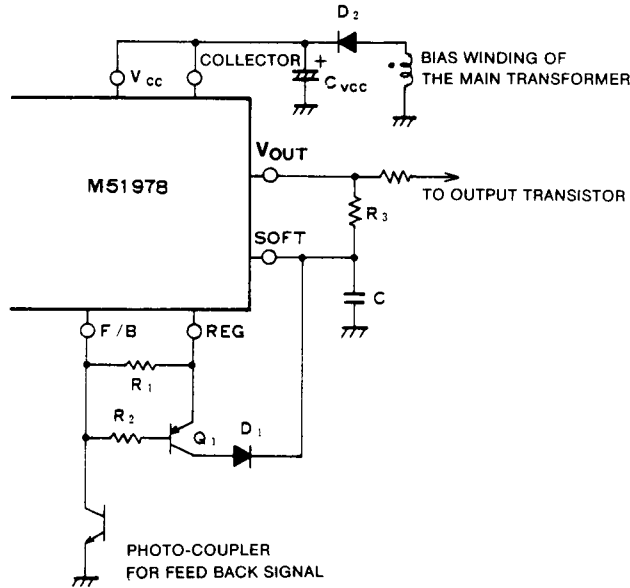 D2
COLLECTOR
VCC
+
CVCC
BIAS WINDING OF
THE MAIN TRANSFORMER
VOUT
M51978
TO OUTPUT TRANSISTOR
R3
SOFT
C
F/B
REG
R1
R2
Q1
D1
PHOTO-COUPLER
FOR FEED BACK SIGNAL